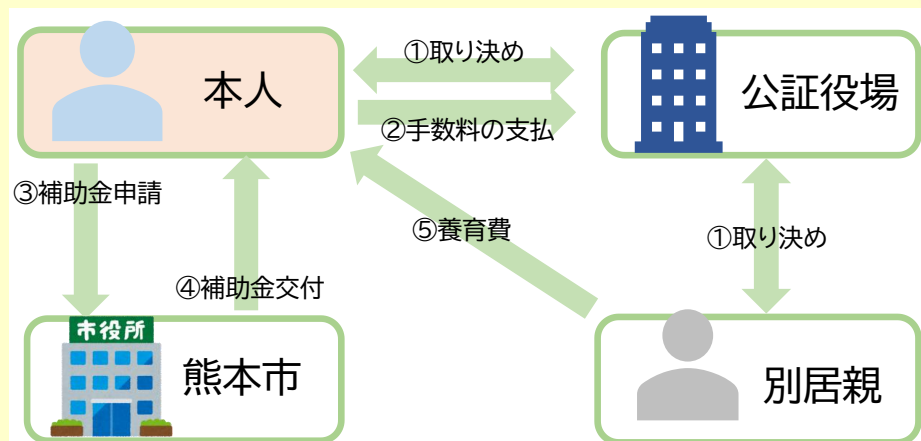 本人
①取り決め
公証役場
②手数料の支払
③補助金申請
⑤養育費
①取り決め
④補助金交付
市役所
熊本市
別居親